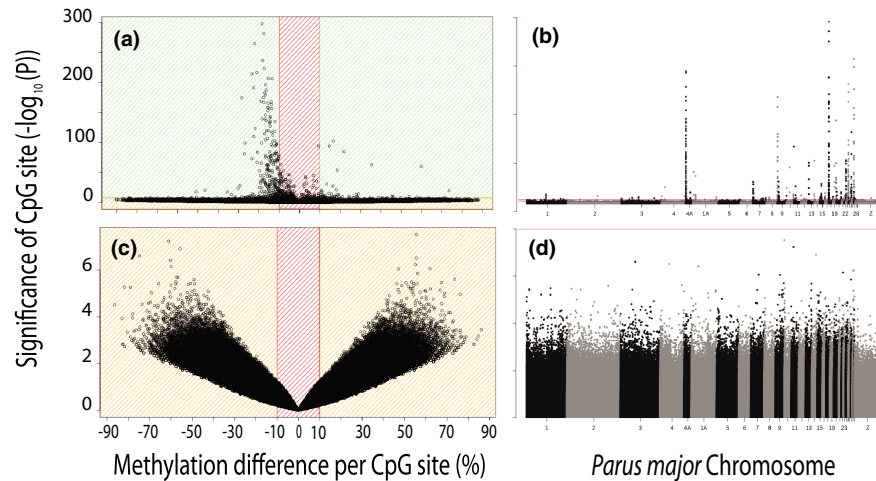 Significance of CpG site (-log10 (P))
(a)
300
200
100
0
(b)
1 2 3 4 4A 1A 5 6 7 8 9 11 13 15 19 22 28 Z
(c)
6
4
2
0
-90 -70 -50 -30 -10 0 10 30 50 70 90
Methylation difference per CpG site (%)
(d)
1 2 3 4 4A 1A 5 6 7 8 9 11 13 15 19 23 Z
Parus major Chromosome